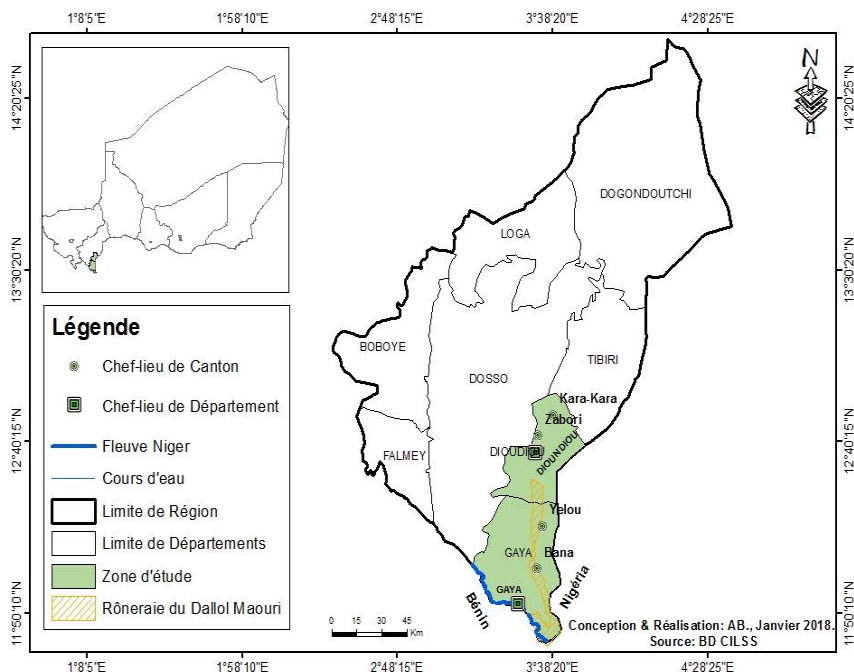 1°8'5"E 1°58'10"E 2°48'15"E 3°38'20"E 4°28'25"E
14°20'25"N
13°30'20"N
12°40'15"N
11°50'10"N
14°20'25"N
13°30'20"N
12°40'15"N
11°50'10"N
N
DOGONDOUTCHI
LOGA
BOBOYE
DOSSO
TIBIRI
Kara-Kara
Zabori
FALMEY
DIOUNDIOU
Yelou
GAYA Bana
GAYA
Bénin
Nigéria
Légende
Chef-lieu de Canton
Chef-lieu de Département
Fleuve Niger
Cours d'eau
Limite de Région
Limite de Départements
Zone d'étude
Rôneraie du Dallol Maouri
0 15 30 45
Km
Conception & Réalisation: AB., Janvier 2018.
Source: BD CILSS
1°8'5"E 1°58'10"E 2°48'15"E 3°38'20"E 4°28'25"E